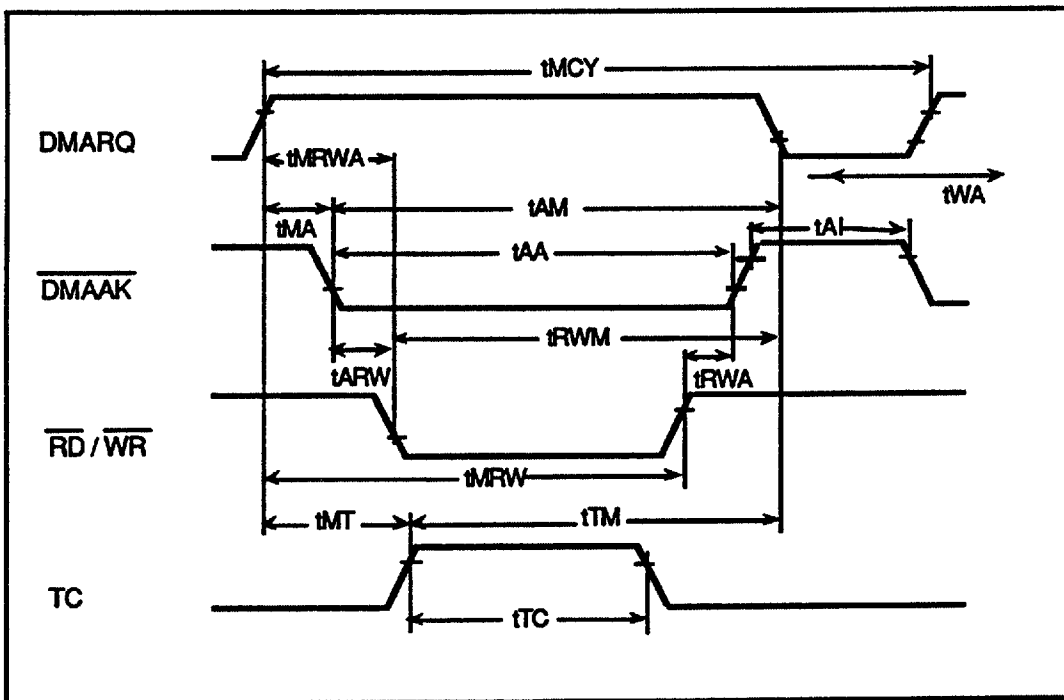 tMCY
DMARQ
tMRWA
tWA
tAM
tMA
tAI
tAA
DMAAK
tRWM
tARW
tRWA
RD / WR
tMRW
tMT
tTM
TC
tTC